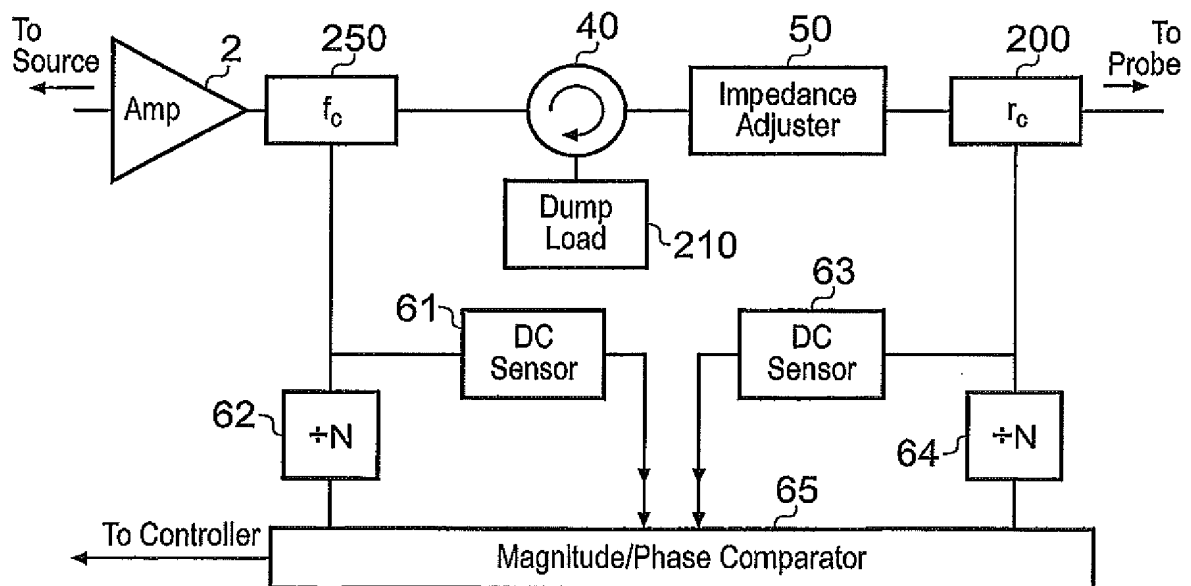 To
Source
Amp
2
250
f_c
40
50
Impedance
Adjuster
200
r_c
To
Probe
Dump
Load
210
61
DC
Sensor
63
DC
Sensor
62
÷N
64
÷N
65
To Controller
Magnitude/Phase Comparator